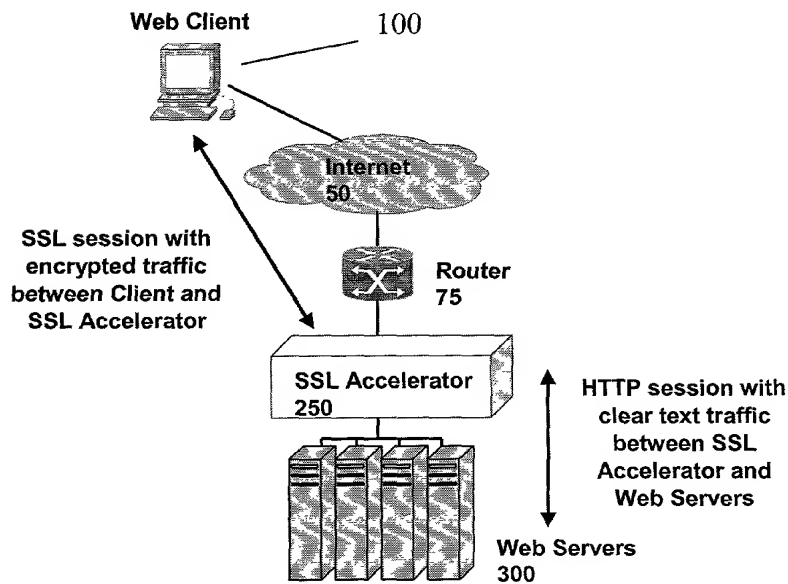 Web Client
100
Internet
50
SSL session with
encrypted traffic
between Client and
SSL Accelerator
Router
75
SSL Accelerator
250
HTTP session with
clear text traffic
between SSL
Accelerator and
Web Servers
Web Servers
300